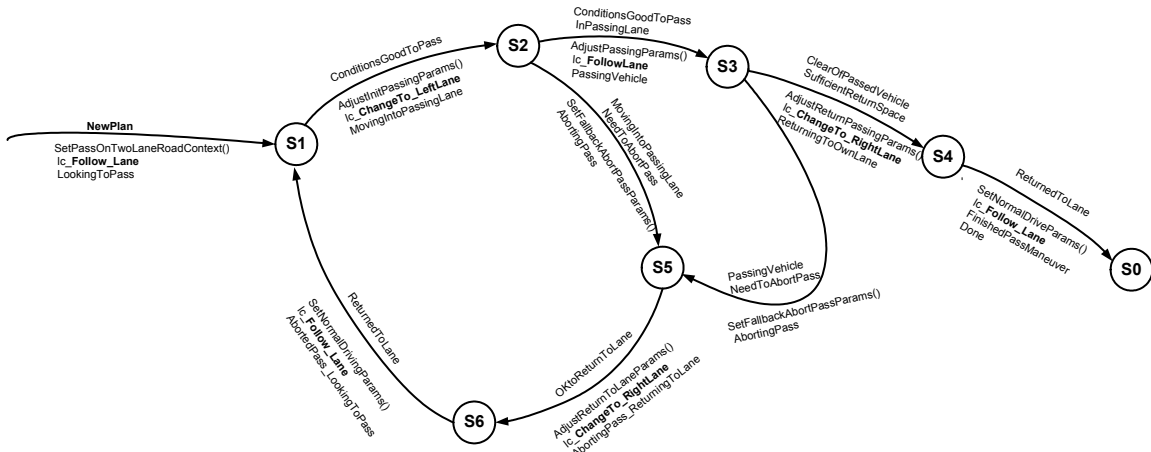 NewPlan
SetPassOnTwoLaneRoadContext()
lc_Follow_Lane
LookingToPass
S1
ConditionsGoodToPass
AdjustInitPassingParams()
lc_ChangeTo_LeftLane
MovingIntoPassingLane
S2
ConditionsGoodToPass
InPassingLane
AdjustPassingParams()
lc_FollowLane
PassingVehicle
S3
MovingIntoPassingLane
NeedToAbortPass
SetFallbackAbortPassParams()
AbortingPass
ClearOfPassedVehicle
SufficientReturnSpace
AdjustReturnPassingParams()
lc_ChangeTo_RightLane
ReturningToOwnLane
S4
ReturnedToLane
SetNormalDriveParams()
lc_Follow_Lane
FinishedPassManeuver
Done
S0
S5
PassingVehicle
NeedToAbortPass
SetFallbackAbortPassParams()
AbortingPass
OKtoReturnToLane
AdjustReturnToLaneParams()
lc_ChangeTo_RightLane
AbortingPass_ReturningToLane
S6
ReturnedToLane
SetNormalDrivingParams()
lc_Follow_Lane
AbortedPass_LookingToPass